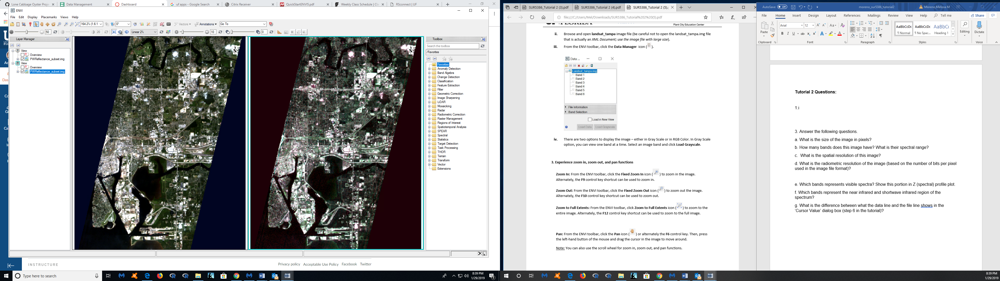 Lone Cabbage Oyster Proje
Data Management
Dashboard
uf apps - Google Search
Citrix Receiver
QuickStartENVI5.pdf
Weekly Class Schedule | Cla
RSconnect | UF
ENVI
File Edit Display Placemarks Views Help
164.2% (1.6:1
0°
Vectors
Annotations
Go To
50
20
Linear 2%
10
0
Layer Manager
View
Overview
PWReflectance_subset.img
View
Overview
PWReflectance_subset.img
N
N
Toolbox
Search the toolbox
/Favorites
Favorites
Anomaly Detection
Band Algebra
Change Detection
Classification
Feature Extraction
Filter
Geometric Correction
Image Sharpening
LiDAR
Mosaicking
Radar
Radiometric Correction
Raster Management
Regions of Interest
Spatiotemporal Analysis
SPEAR
Spectral
Statistics
Target Detection
Task Processing
THOR
Terrain
Transform
Vector
Extensions
INSTRUCTURE
Privacy policy Acceptable Use Policy Facebook Twitter
Type here to search
8:39 PM
1/29/2019
SUR5386_Tutorial 2 (3).pdf
SUR5386_Tutorial 2 (4).pdf
SUR5386_Tutorial 2 (5).
file:///C:/Users/Mel/Downloads/SUR5386_Tutorial%202%20(5).pdf
Plant City Education Center
ii. Browse and open landsat_tampa image file (be careful not to open the landsat_tampa.img file
that is actually an XML Document; use the image file with large size).
iii. From the ENVI toolbar, click the Data Manager icon ( ).
Data ...
Landsat_tampa.img
Band 1
Band 2
Band 3
Band 4
Band 5
Band 6
File Information
Band Selection
Load in New View
Load Data Load Grayscale
iv. There are two options to display the image – either in Gray Scale or in RGB Color. In Gray Scale
option, you can view one band at a time. Select an image band and click Load Grayscale.
3. Experience zoom in, zoom out, and pan functions
Zoom In: From the ENVI toolbar, click the Fixed Zoom In icon ( ) to zoom in the image.
Alternately, the F9 control key shortcut can be used to zoom in.
Zoom Out: From the ENVI toolbar, click the Fixed Zoom Out icon ( ) to zoom out the image.
Alternately, the F10 control key shortcut can be used to zoom out.
Zoom to Full Extents: From the ENVI toolbar, click Zoom to Full Extents icon ( ) to zoom to the
entire image. Alternately, the F12 control key shortcut can be used to zoom to the full image.
Pan: From the ENVI toolbar, click the Pan icon ( ) or alternately the F6 control key. Then, press
the left-hand button of the mouse and drag the cursor in the image to move around.
Note: You can also use the scroll wheel for zoom in, zoom out, and pan functions.
AutoSave Off
moreno_sur5386_tutorial2
Moreno,Melissa M
File Home Insert Design Layout References Mailings Review View Help Tell me Share
Paste
Arial 12
AaBbCcDc AaBbCcDc AaBbCc
¶ Normal ¶ No Spac... Heading 1
Editing
Dictate
Clipboard Font Paragraph Styles Voice
Tutorial 2 Questions:
1.i
3. Answer the following questions.
a. What is the size of the image in pixels?
b. How many bands does this image have? What is their spectral range?
c. What is the spatial resolution of this image?
d. What is the radiometric resolution of the image (based on the number of bits per pixel
used in the image file format)?
e. Which bands represents visible spectra? Show this portion in Z (spectral) profile plot.
f. Which bands represent the near infrared and shortwave infrared region of the
spectrum?
g. What is the difference between what the data line and the file line shows in the
'Cursor Value' dialog box (step 6 in the tutorial)?
8:39 PM
1/29/2019